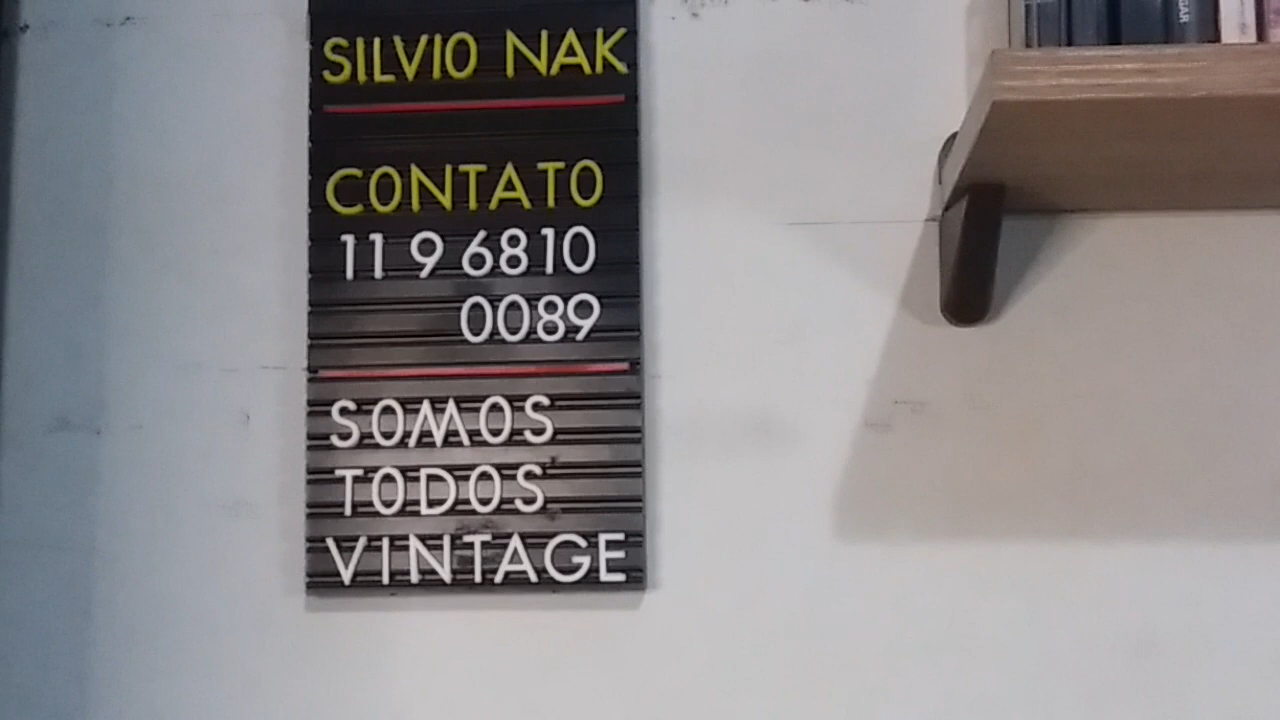 SILVIO NAK
CONTATO
11 9 6810
0089
SOMOS
TODOS
VINTAGE